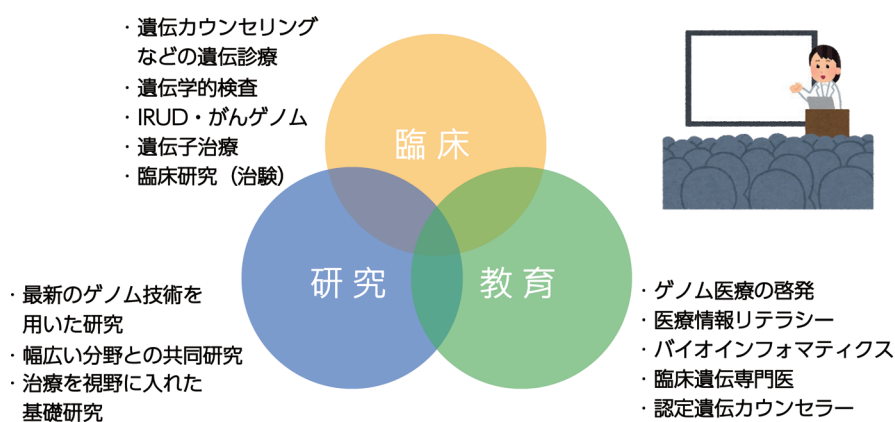 ・遺伝カウンセリング
などの遺伝診療
・遺伝学的検査
・IRUD・がんゲノム
・遺伝子治療
・臨床研究（治験）
臨床
研究
教育
・最新のゲノム技術を
用いた研究
・幅広い分野との共同研究
・治療を視野に入れた
基礎研究
・ゲノム医療の啓発
・医療情報リテラシー
・バイオインフォマティクス
・臨床遺伝専門医
・認定遺伝カウンセラー